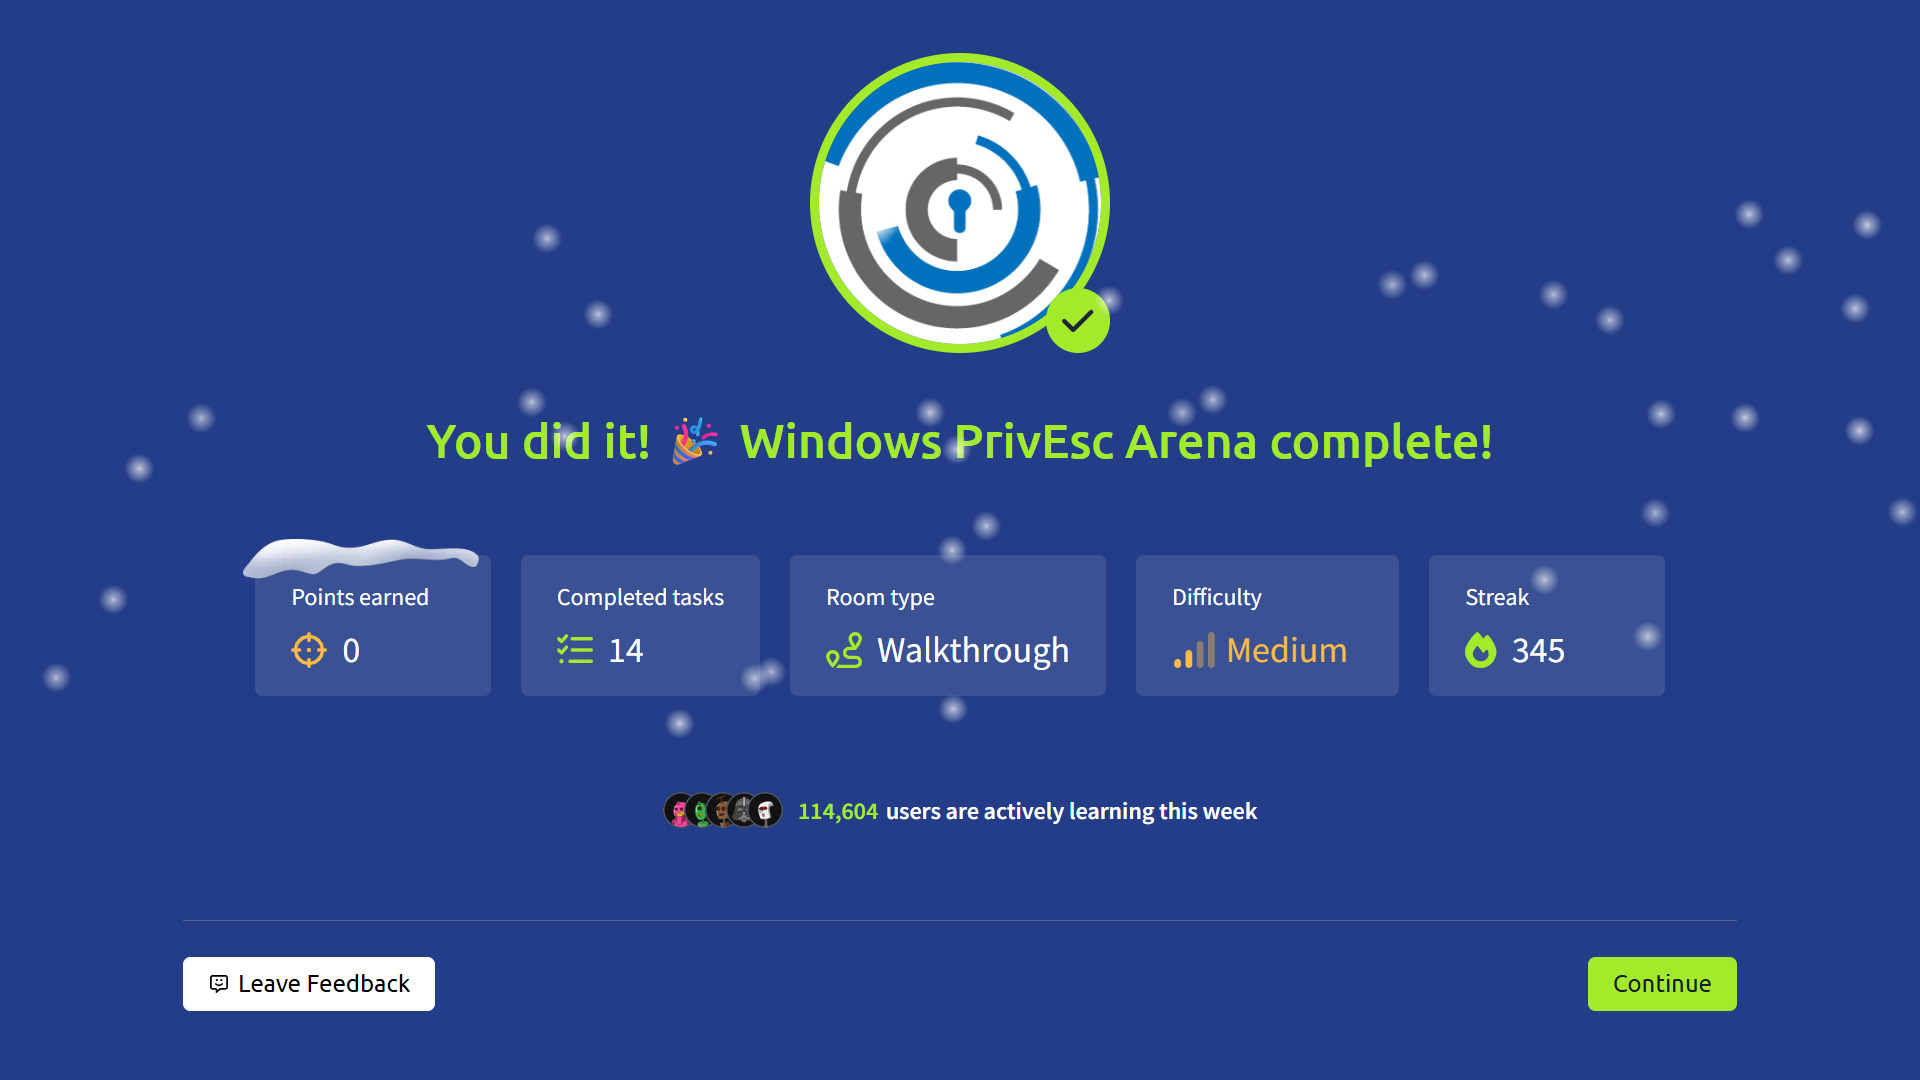 You did it! 🎉 Windows PrivEsc Arena complete!
Points earned
0
Completed tasks
14
Room type
Walkthrough
Difficulty
Medium
Streak
345
114,604 users are actively learning this week
Leave Feedback
Continue